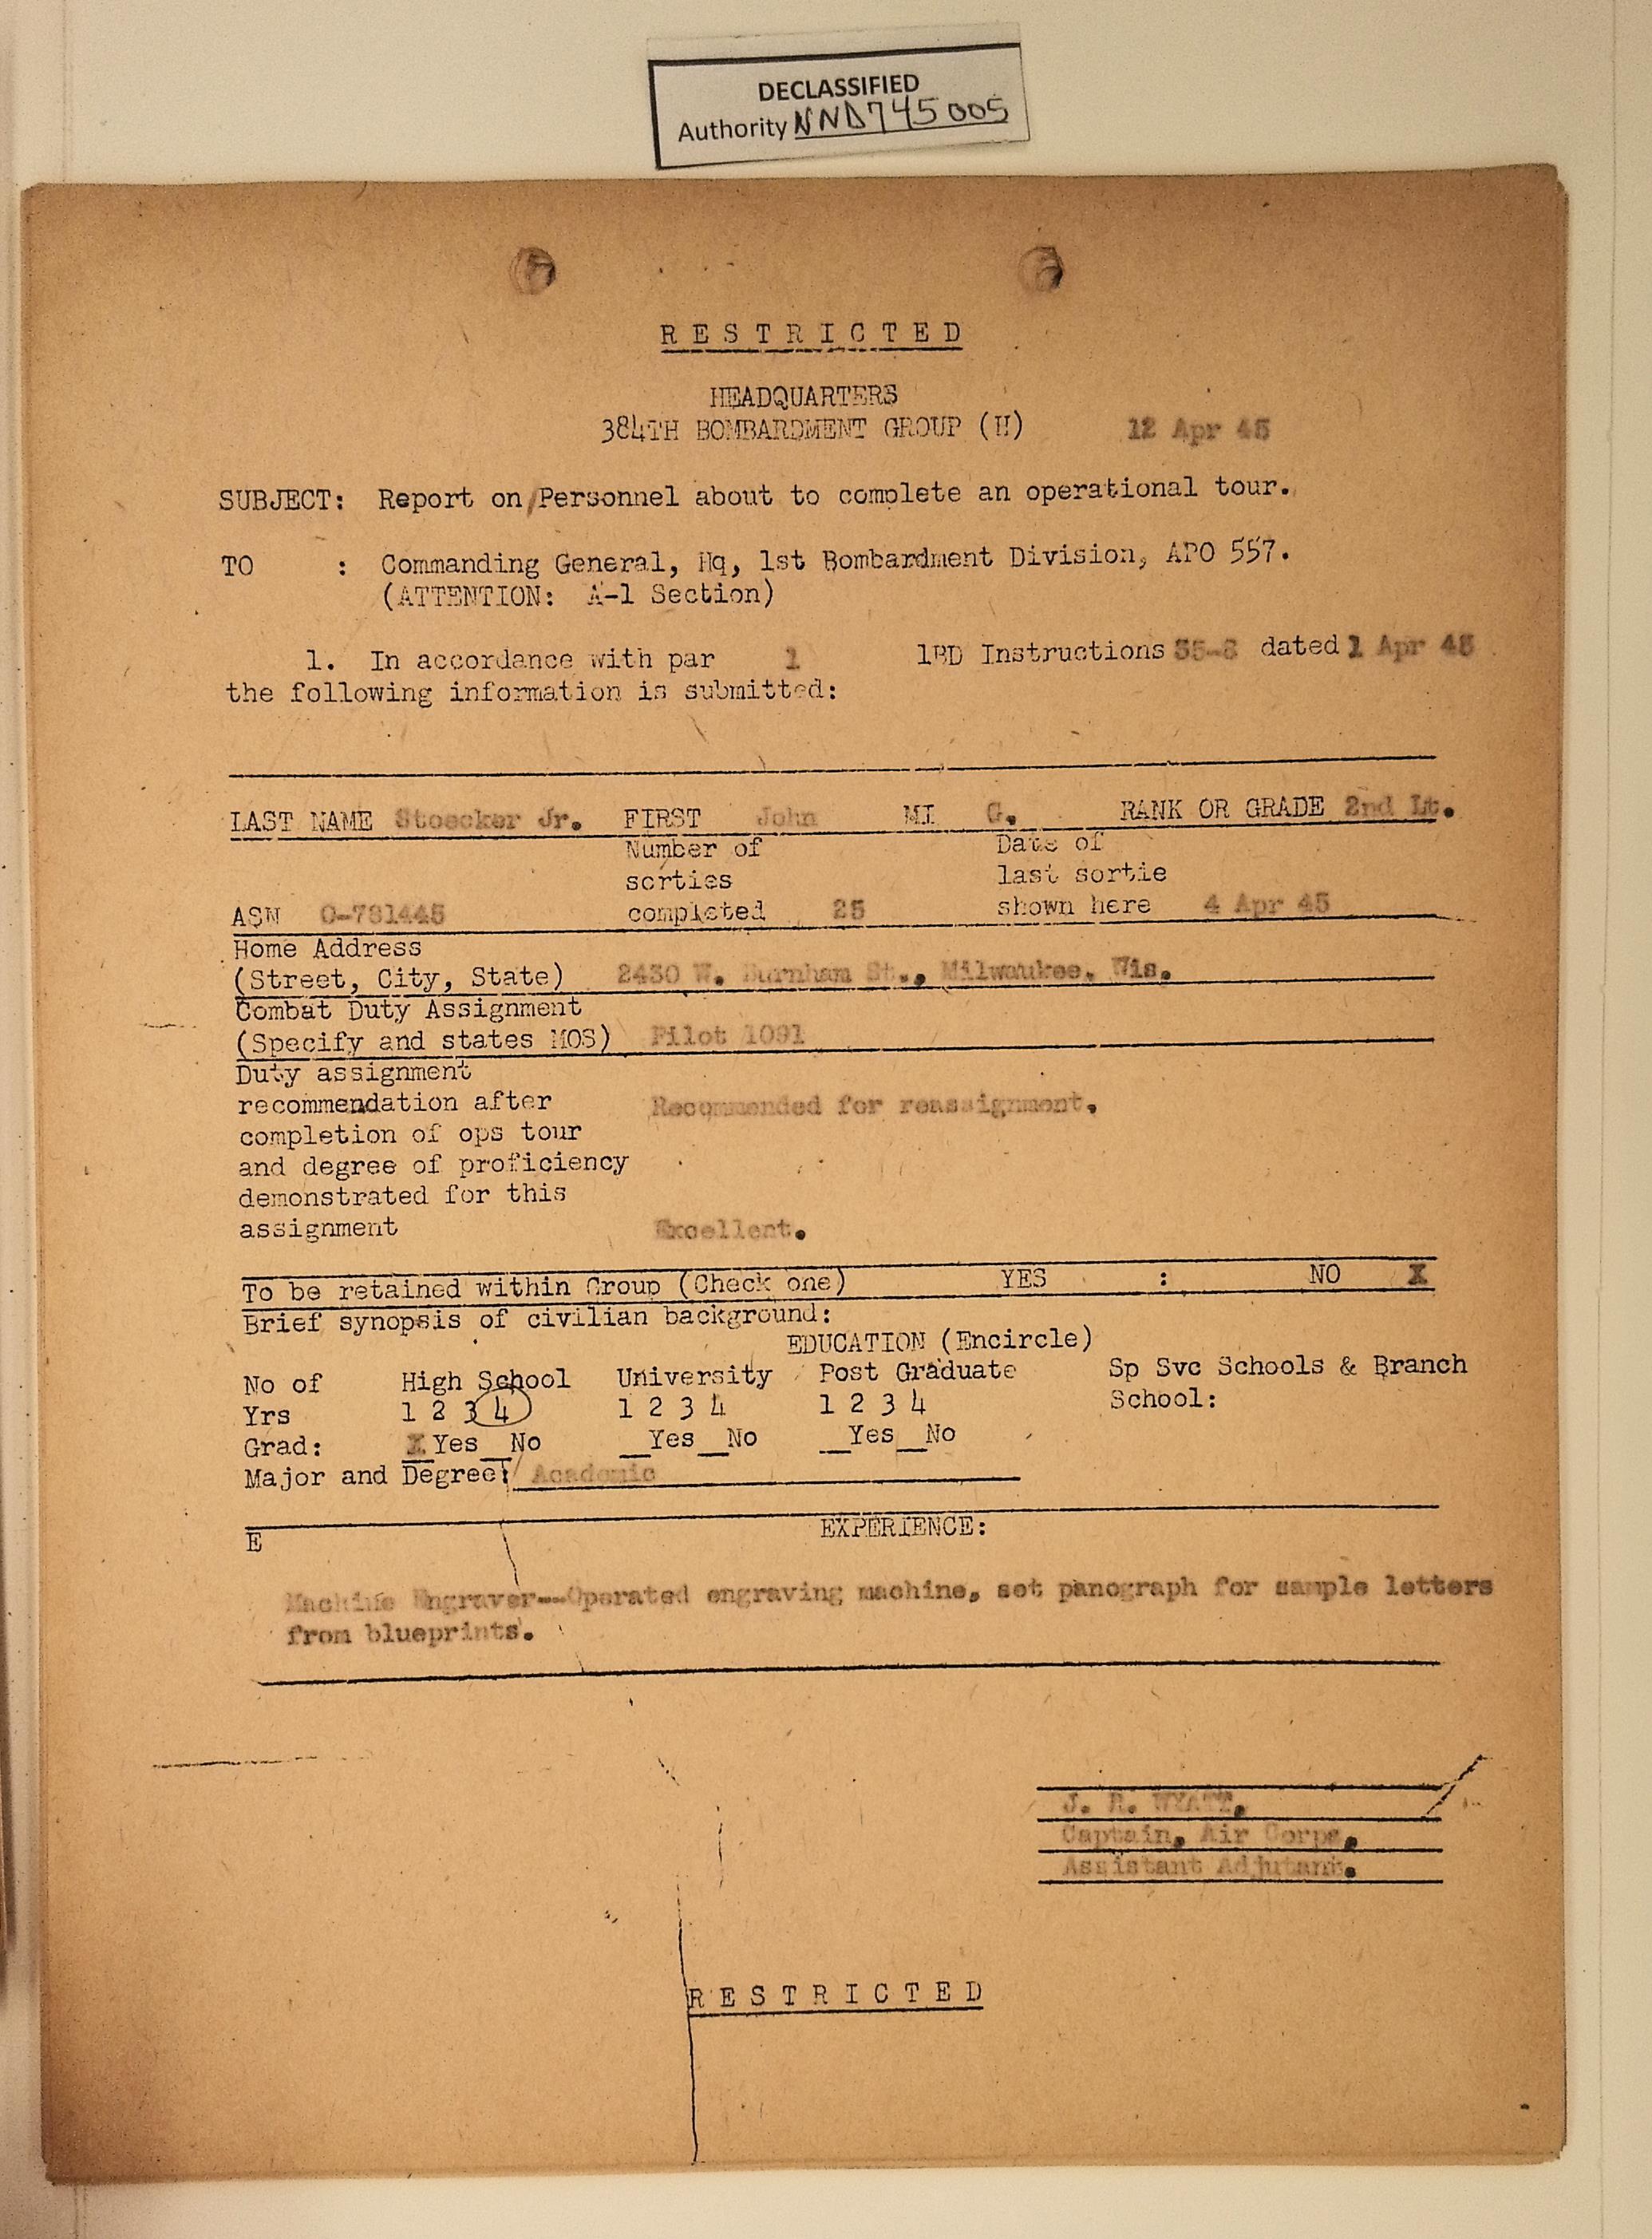 DECLASSIFIED
Authority NND745005
RESTRICTED
HEADQUARTERS
384TH BOMBARDMENT GROUP (H) 12 Apr 45
SUBJECT: Report on Personnel about to complete an operational tour.
TO : Commanding General, Hq, 1st Bombardment Division, APO 557.
(ATTENTION: A-1 Section)
1. In accordance with par 1 1BD Instructions 35-8 dated 1 Apr 45
the following information is submitted:
LAST NAME Stoecker Jr. FIRST John MI G. RANK OR GRADE 2nd Lt.
Number of Date of
sorties last sortie
ASN O-781445 completed 25 shown here 4 Apr 45
Home Address
(Street, City, State) 2430 W. Burnham St., Milwaukee, Wis.
Combat Duty Assignment
(Specify and states MOS) Pilot 1091
Duty assignment
recommendation after Recommended for reassignment.
completion of ops tour
and degree of proficiency
demonstrated for this
assignment Excellent.
To be retained within Group (Check one) YES : NO X
Brief synopsis of civilian background:
EDUCATION (Encircle)
No of High School University Post Graduate Sp Svc Schools & Branch
Yrs 1 2 3 4 1 2 3 4 1 2 3 4 School:
Grad: X Yes __No __Yes __No __Yes __No
Major and Degree: Academic
E EXPERIENCE:
Machine Engraver--Operated engraving machine, set panograph for sample letters
from blueprints.
J. R. WYATT,
Captain, Air Corps,
Assistant Adjutant.
RESTRICTED